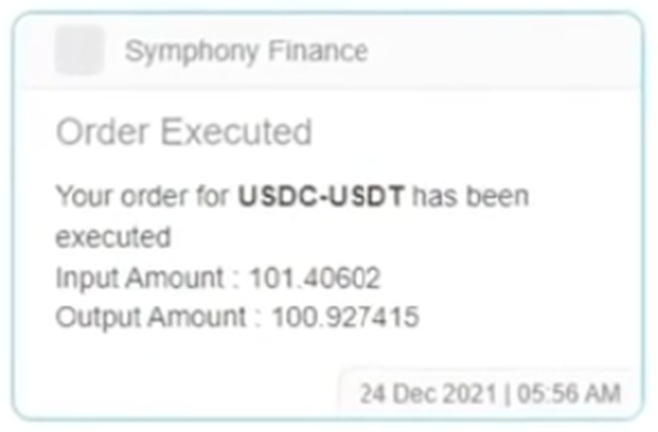 Symphony Finance
Order Executed
Your order for USDC-USDT has been
executed
Input Amount : 101.40602
Output Amount : 100.927415
24 Dec 2021 | 05:56 AM